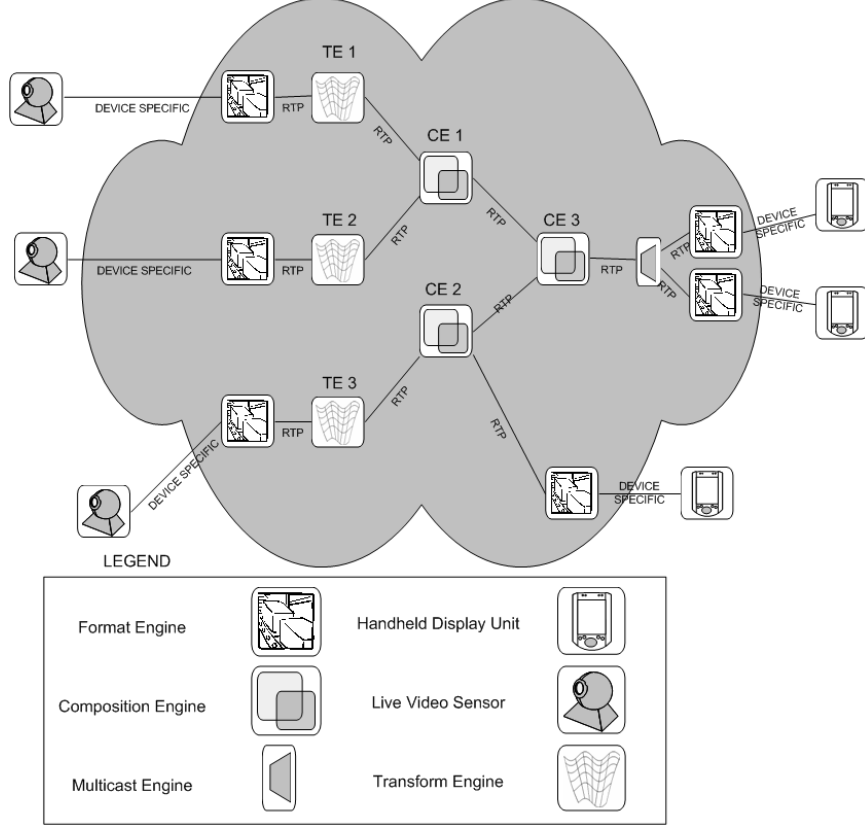 TE 1
DEVICE SPECIFIC
RTP
RTP
CE 1
TE 2
RTP
RTP
CE 3
DEVICE
SPECIFIC
RTP
DEVICE SPECIFIC
RTP
CE 2
RTP
RTP
DEVICE
SPECIFIC
RTP
TE 3
RTP
RTP
RTP
DEVICE SPECIFIC
DEVICE
SPECIFIC
LEGEND
Format Engine
Handheld Display Unit
Composition Engine
Live Video Sensor
Multicast Engine
Transform Engine